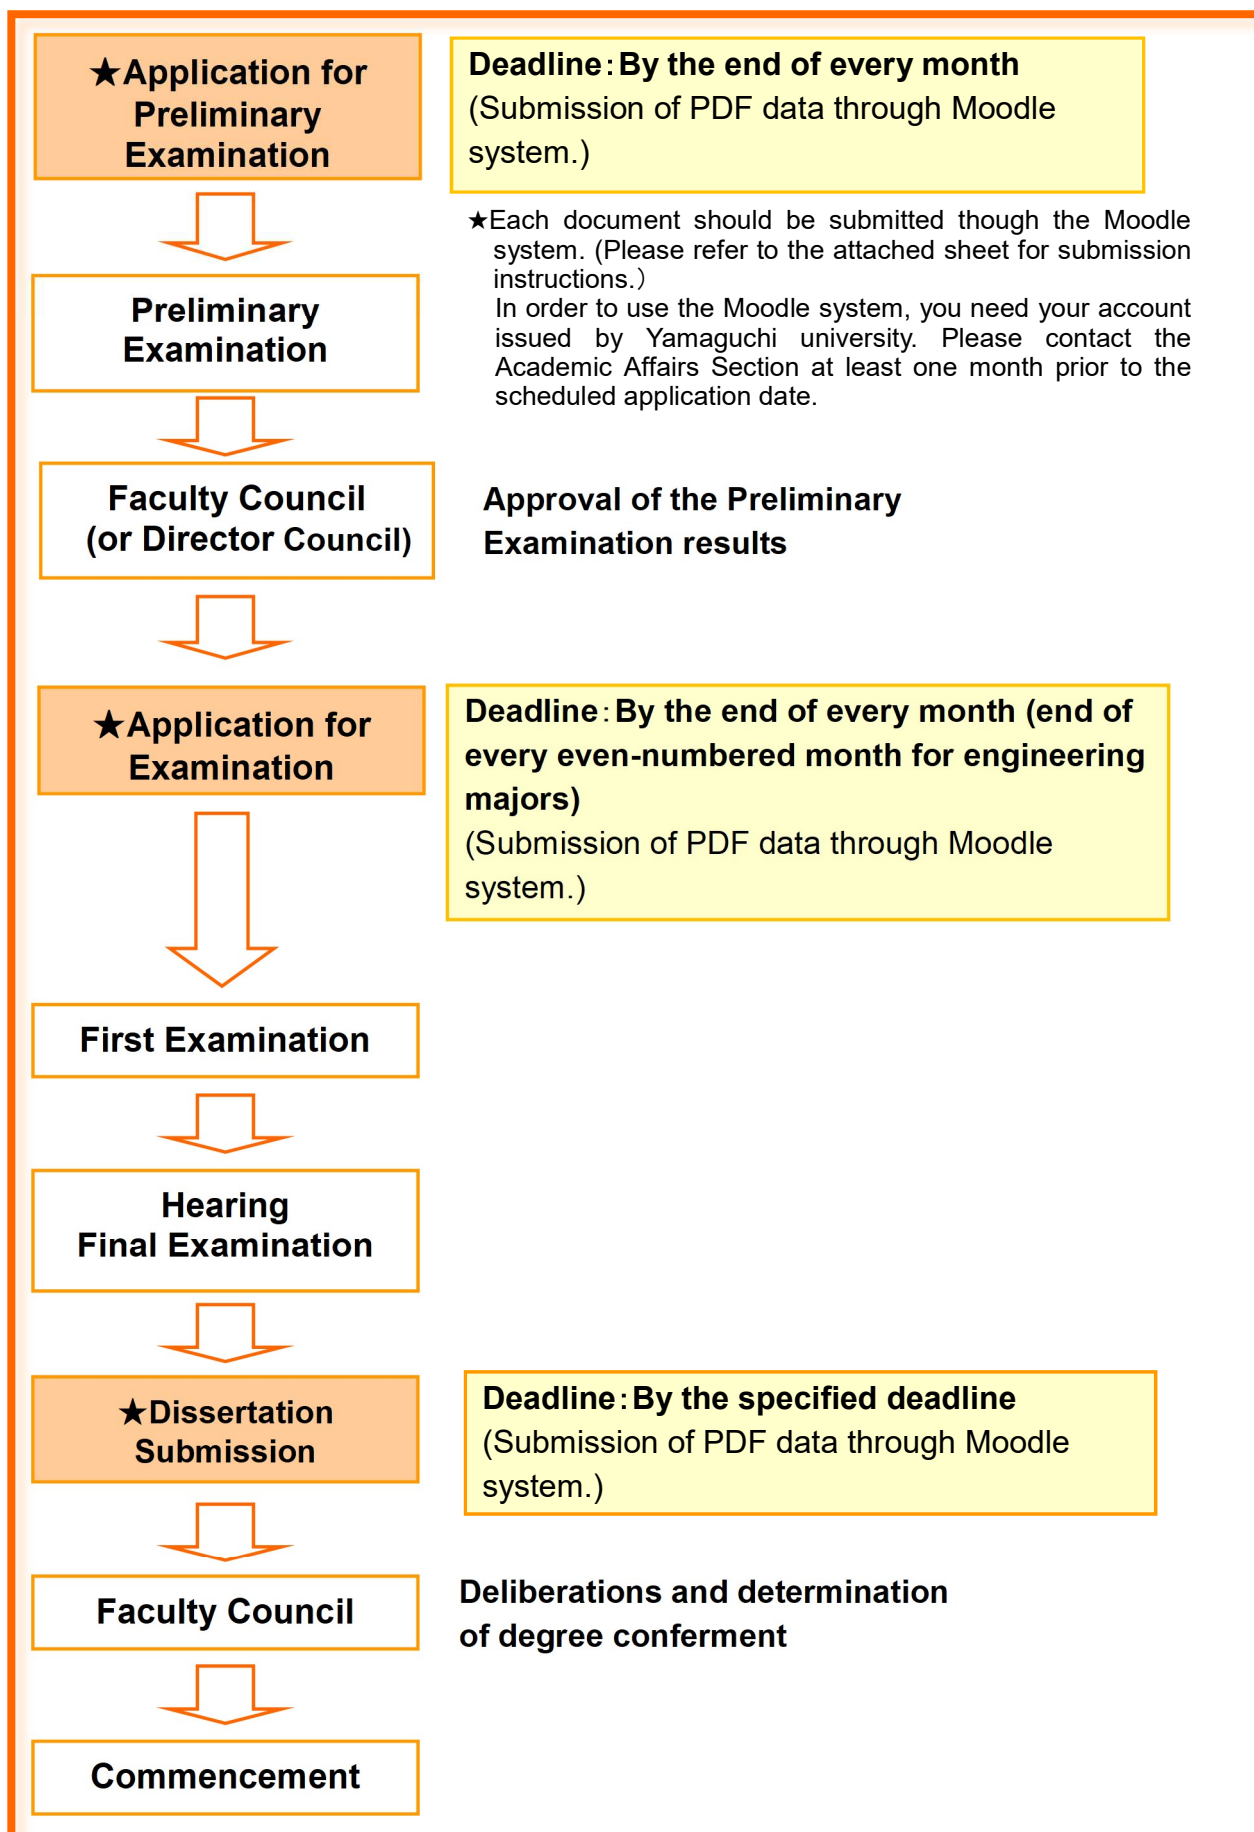 ★Application for
Preliminary
Examination
Deadline：By the end of every month
(Submission of PDF data through Moodle
system.)
★Each document should be submitted though the Moodle
system. (Please refer to the attached sheet for submission
instructions.）
In order to use the Moodle system, you need your account
issued by Yamaguchi university. Please contact the
Academic Affairs Section at least one month prior to the
scheduled application date.
Preliminary
Examination
Faculty Council
(or Director Council)
Approval of the Preliminary
Examination results
★Application for
Examination
Deadline：By the end of every month (end of
every even-numbered month for engineering
majors)
(Submission of PDF data through Moodle
system.)
First Examination
Hearing
Final Examination
★Dissertation
Submission
Deadline：By the specified deadline
(Submission of PDF data through Moodle
system.)
Faculty Council
Deliberations and determination
of degree conferment
Commencement